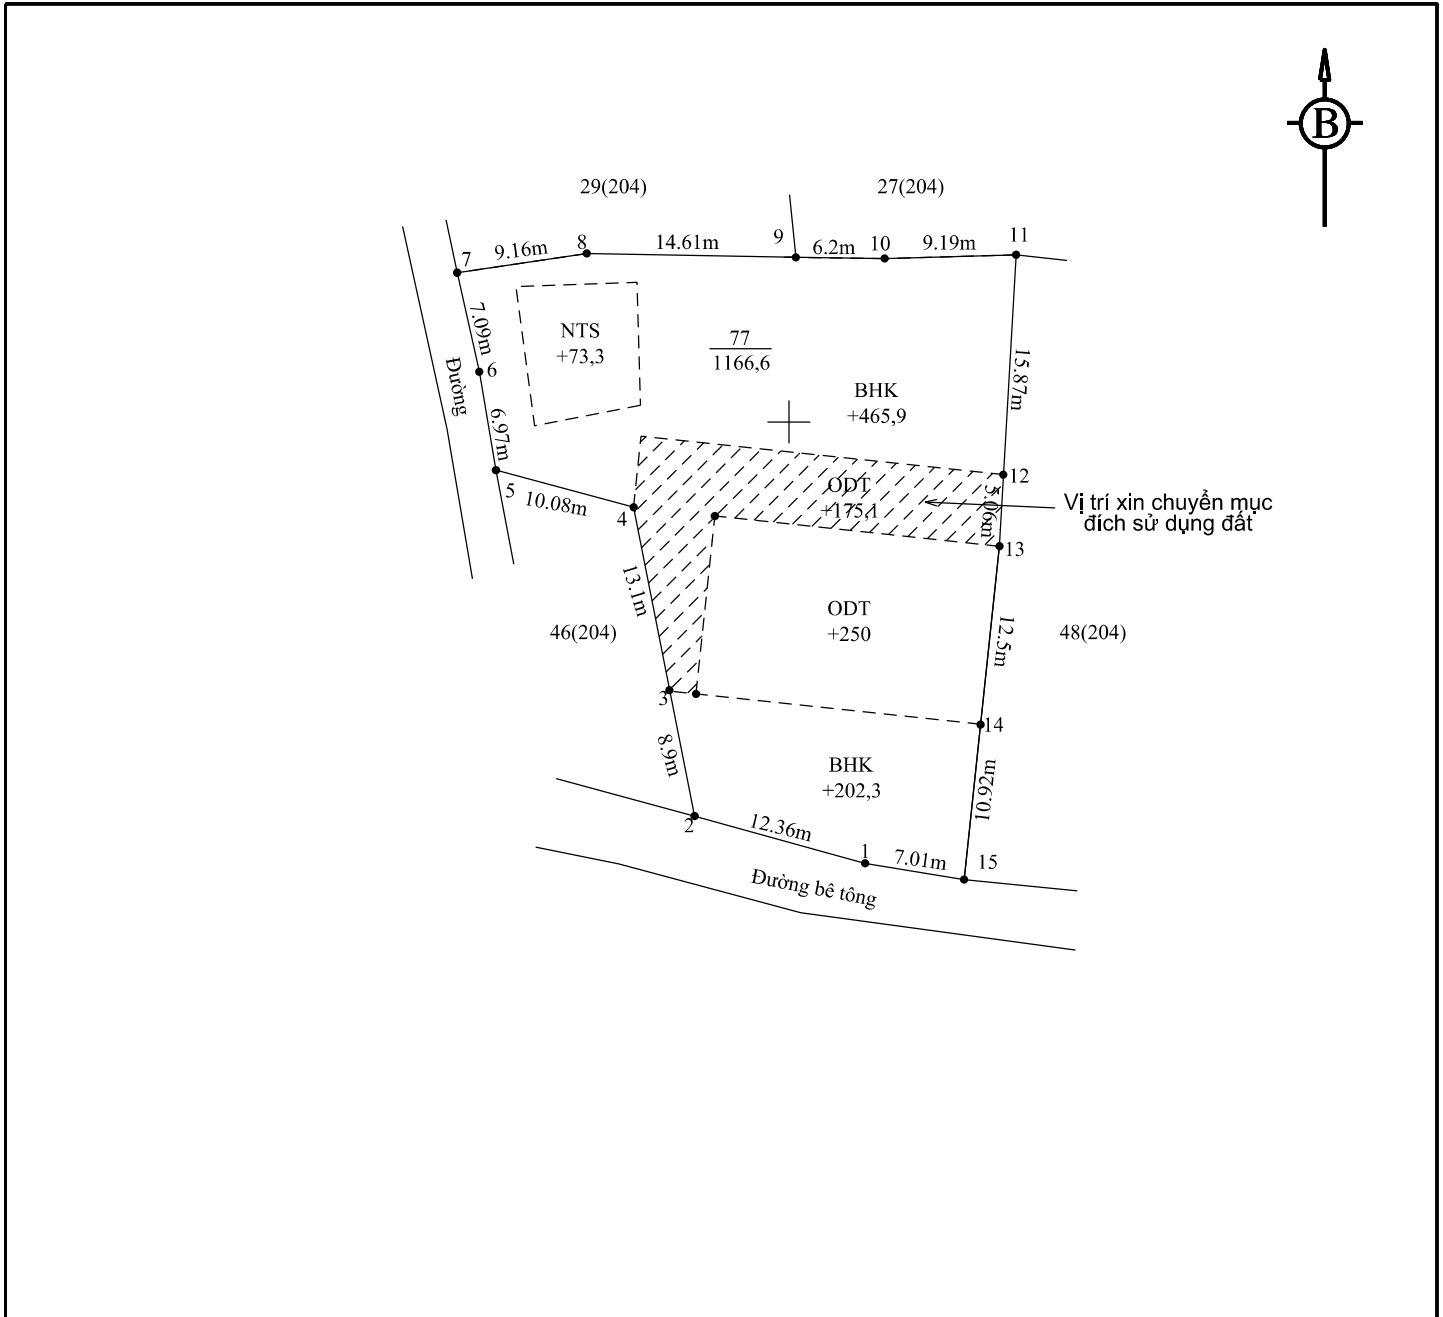 B
29(204)
27(204)
7
9.16m
8
14.61m
9
6.2m
10
9.19m
11
7.09m
NTS
+73,3
77
1166,6
15.87m
Đường
6
BHK
+465,9
6.97m
5
10.08m
4
ODT
+175,1
12
5.06m
Vị trí xin chuyển mục
đích sử dụng đất
13
13.1m
46(204)
ODT
+250
12.5m
48(204)
3
14
8.9m
BHK
+202,3
10.92m
2
12.36m
1
7.01m
15
Đường bê tông